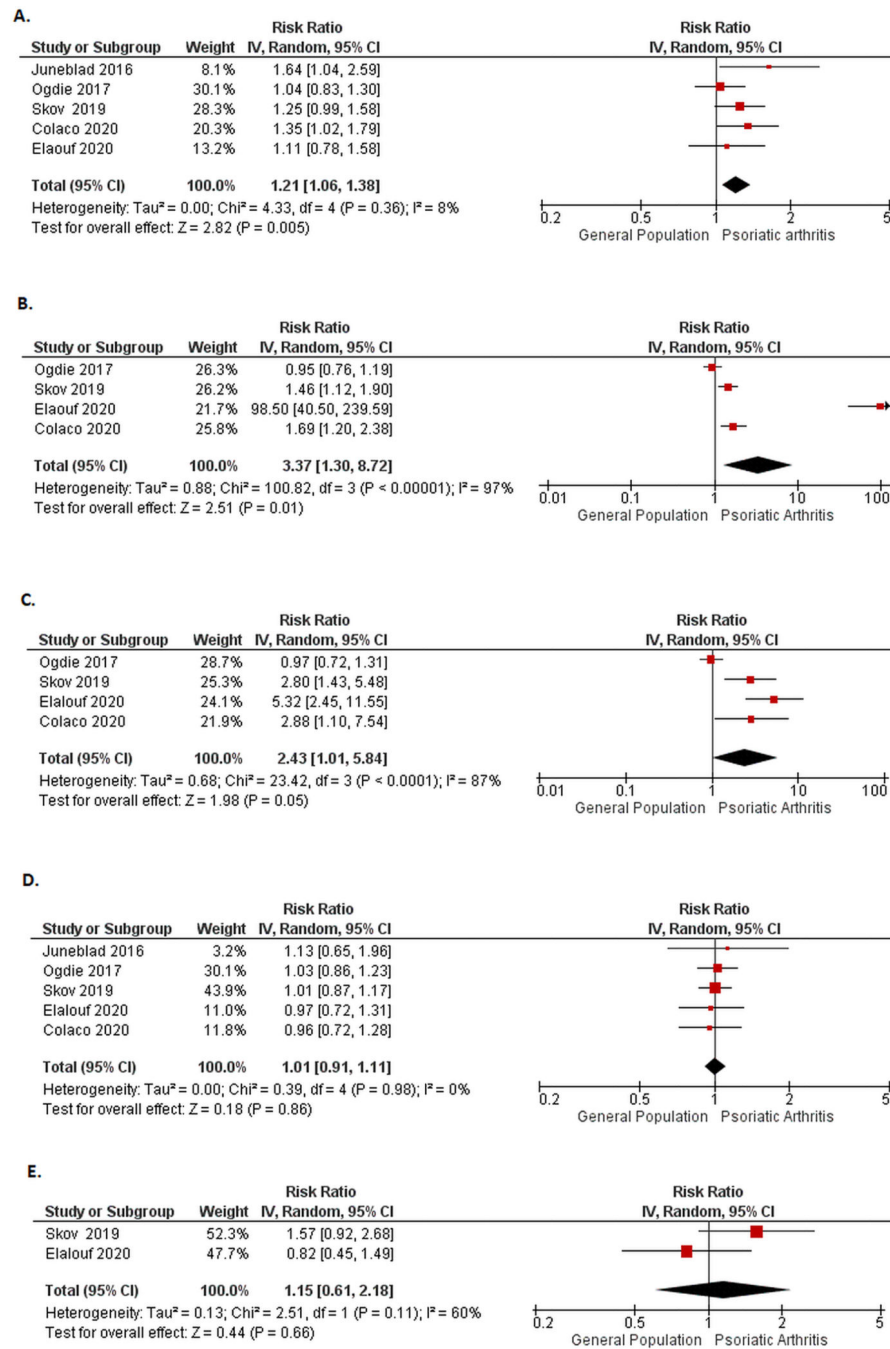 A.
Risk Ratio Risk Ratio
Study or Subgroup Weight IV, Random, 95% CI IV, Random, 95% CI
Juneblad 2016 8.1% 1.64 [1.04, 2.59]
Ogdie 2017 30.1% 1.04 [0.83, 1.30]
Skov 2019 28.3% 1.25 [0.99, 1.58]
Colaco 2020 20.3% 1.35 [1.02, 1.79]
Elaouf 2020 13.2% 1.11 [0.78, 1.58]
Total (95% CI) 100.0% 1.21 [1.06, 1.38]
Heterogeneity: Tau² = 0.00; Chi² = 4.33, df = 4 (P = 0.36); I² = 8%
Test for overall effect: Z = 2.82 (P = 0.005)
0.2 0.5 1 2 5
General Population Psoriatic arthritis
B.
Risk Ratio Risk Ratio
Study or Subgroup Weight IV, Random, 95% CI IV, Random, 95% CI
Ogdie 2017 26.3% 0.95 [0.76, 1.19]
Skov 2019 26.2% 1.46 [1.12, 1.90]
Elaouf 2020 21.7% 98.50 [40.50, 239.59]
Colaco 2020 25.8% 1.69 [1.20, 2.38]
Total (95% CI) 100.0% 3.37 [1.30, 8.72]
Heterogeneity: Tau² = 0.88; Chi² = 100.82, df = 3 (P < 0.00001); I² = 97%
Test for overall effect: Z = 2.51 (P = 0.01)
0.01 0.1 1 10 100
General Population Psoriatic Arthritis
C.
Risk Ratio Risk Ratio
Study or Subgroup Weight IV, Random, 95% CI IV, Random, 95% CI
Ogdie 2017 28.7% 0.97 [0.72, 1.31]
Skov 2019 25.3% 2.80 [1.43, 5.48]
Elalouf 2020 24.1% 5.32 [2.45, 11.55]
Colaco 2020 21.9% 2.88 [1.10, 7.54]
Total (95% CI) 100.0% 2.43 [1.01, 5.84]
Heterogeneity: Tau² = 0.68; Chi² = 23.42, df = 3 (P < 0.0001); I² = 87%
Test for overall effect: Z = 1.98 (P = 0.05)
0.01 0.1 1 10 100
General Population Psoriatic Arthritis
D.
Risk Ratio Risk Ratio
Study or Subgroup Weight IV, Random, 95% CI IV, Random, 95% CI
Juneblad 2016 3.2% 1.13 [0.65, 1.96]
Ogdie 2017 30.1% 1.03 [0.86, 1.23]
Skov 2019 43.9% 1.01 [0.87, 1.17]
Elalouf 2020 11.0% 0.97 [0.72, 1.31]
Colaco 2020 11.8% 0.96 [0.72, 1.28]
Total (95% CI) 100.0% 1.01 [0.91, 1.11]
Heterogeneity: Tau² = 0.00; Chi² = 0.39, df = 4 (P = 0.98); I² = 0%
Test for overall effect: Z = 0.18 (P = 0.86)
0.2 0.5 1 2 5
General Population Psoriatic Arthritis
E.
Risk Ratio Risk Ratio
Study or Subgroup Weight IV, Random, 95% CI IV, Random, 95% CI
Skov 2019 52.3% 1.57 [0.92, 2.68]
Elalouf 2020 47.7% 0.82 [0.45, 1.49]
Total (95% CI) 100.0% 1.15 [0.61, 2.18]
Heterogeneity: Tau² = 0.13; Chi² = 2.51, df = 1 (P = 0.11); I² = 60%
Test for overall effect: Z = 0.44 (P = 0.66)
0.2 0.5 1 2 5
General Population Psoriatic Arthritis